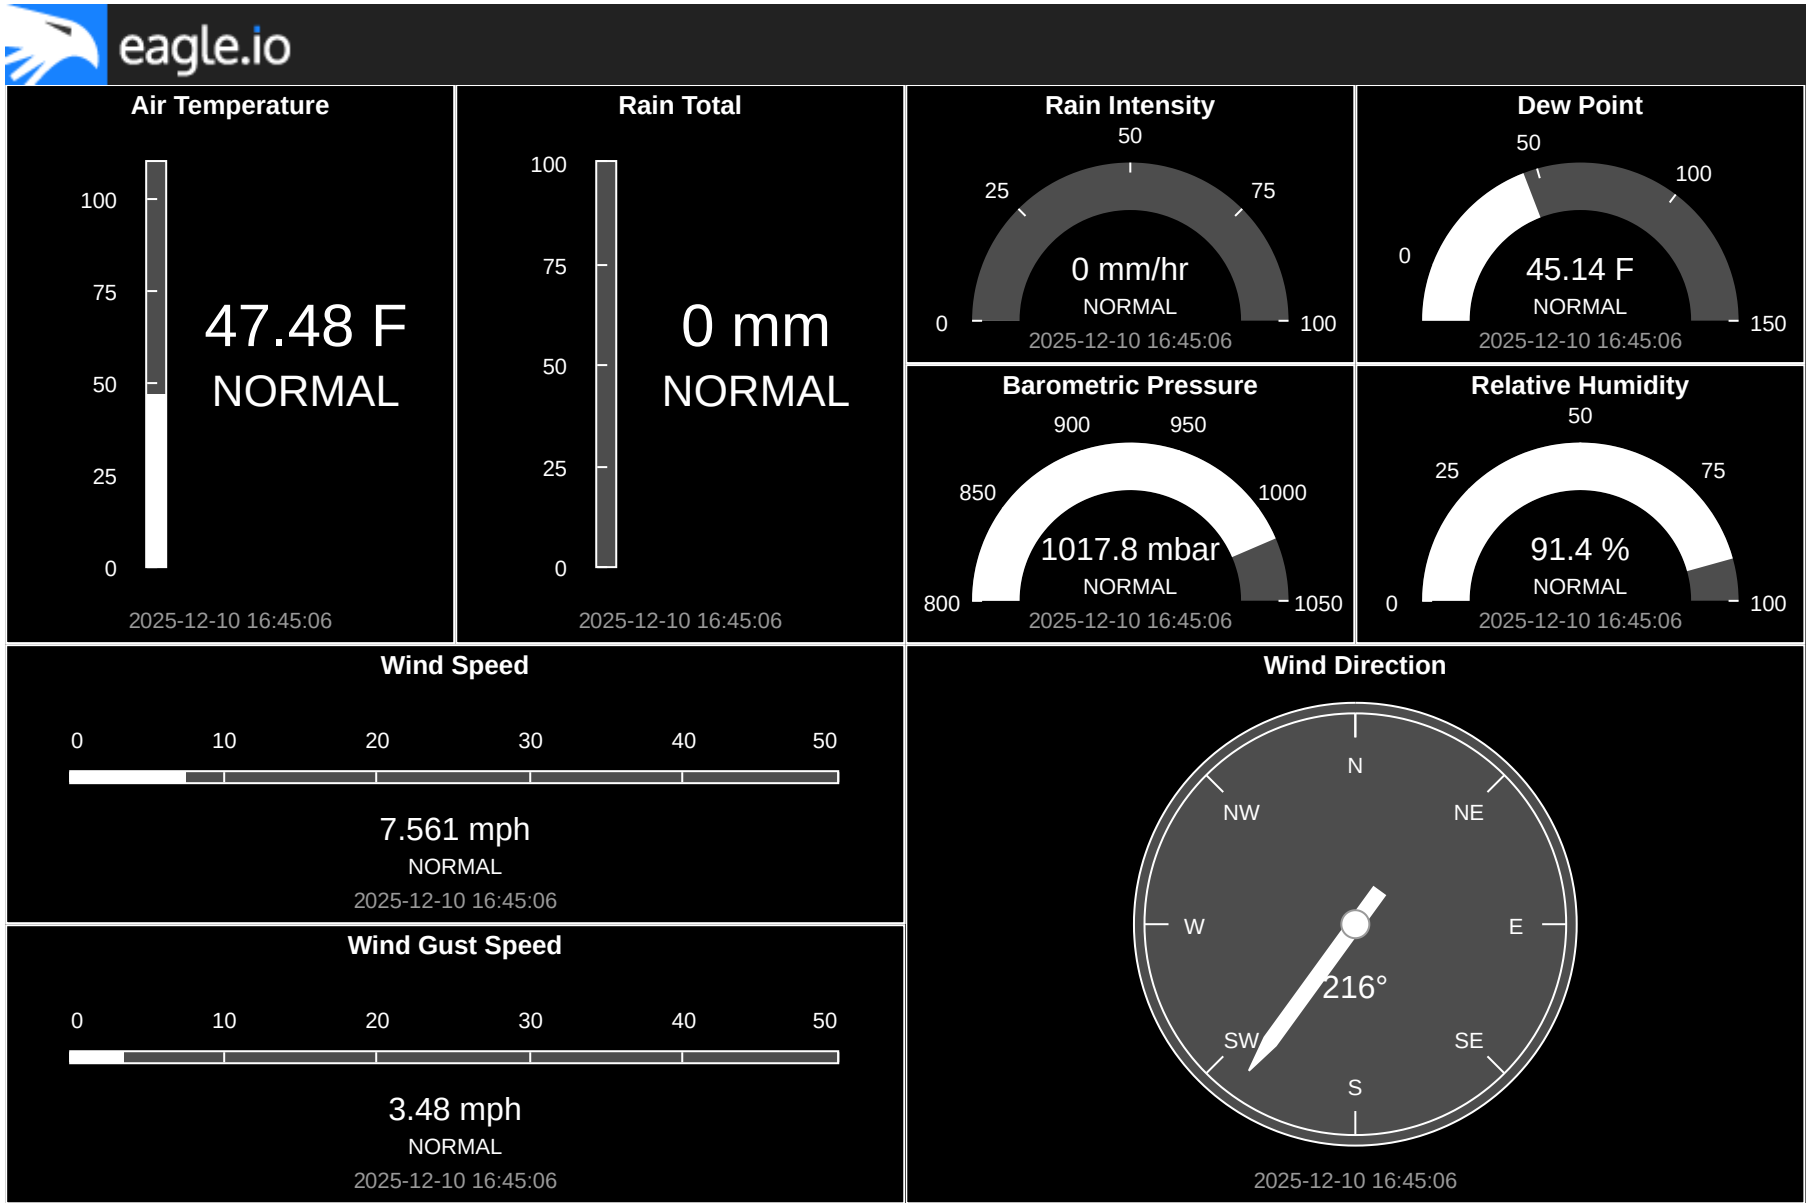 eagle.io
Air Temperature
100
75
50
25
0
47.48 F
NORMAL
2025-12-10 16:45:06
Rain Total
100
75
50
25
0
0 mm
NORMAL
2025-12-10 16:45:06
Rain Intensity
0
25
50
75
100
0 mm/hr
NORMAL
2025-12-10 16:45:06
Dew Point
0
50
100
150
45.14 F
NORMAL
2025-12-10 16:45:06
Barometric Pressure
800
850
900
950
1000
1050
1017.8 mbar
NORMAL
2025-12-10 16:45:06
Relative Humidity
0
25
50
75
100
91.4 %
NORMAL
2025-12-10 16:45:06
Wind Speed
0 10 20 30 40 50
7.561 mph
NORMAL
2025-12-10 16:45:06
Wind Gust Speed
0 10 20 30 40 50
3.48 mph
NORMAL
2025-12-10 16:45:06
Wind Direction
N
NW NE
W E
216°
SW SE
S
2025-12-10 16:45:06